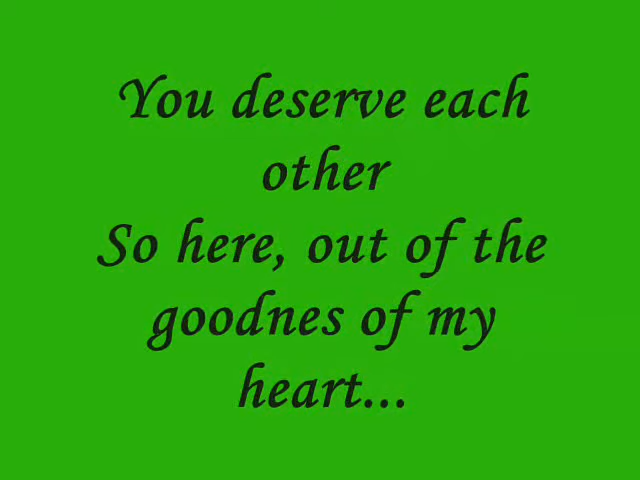 You deserve each
other
So here, out of the
goodnes of my
heart...